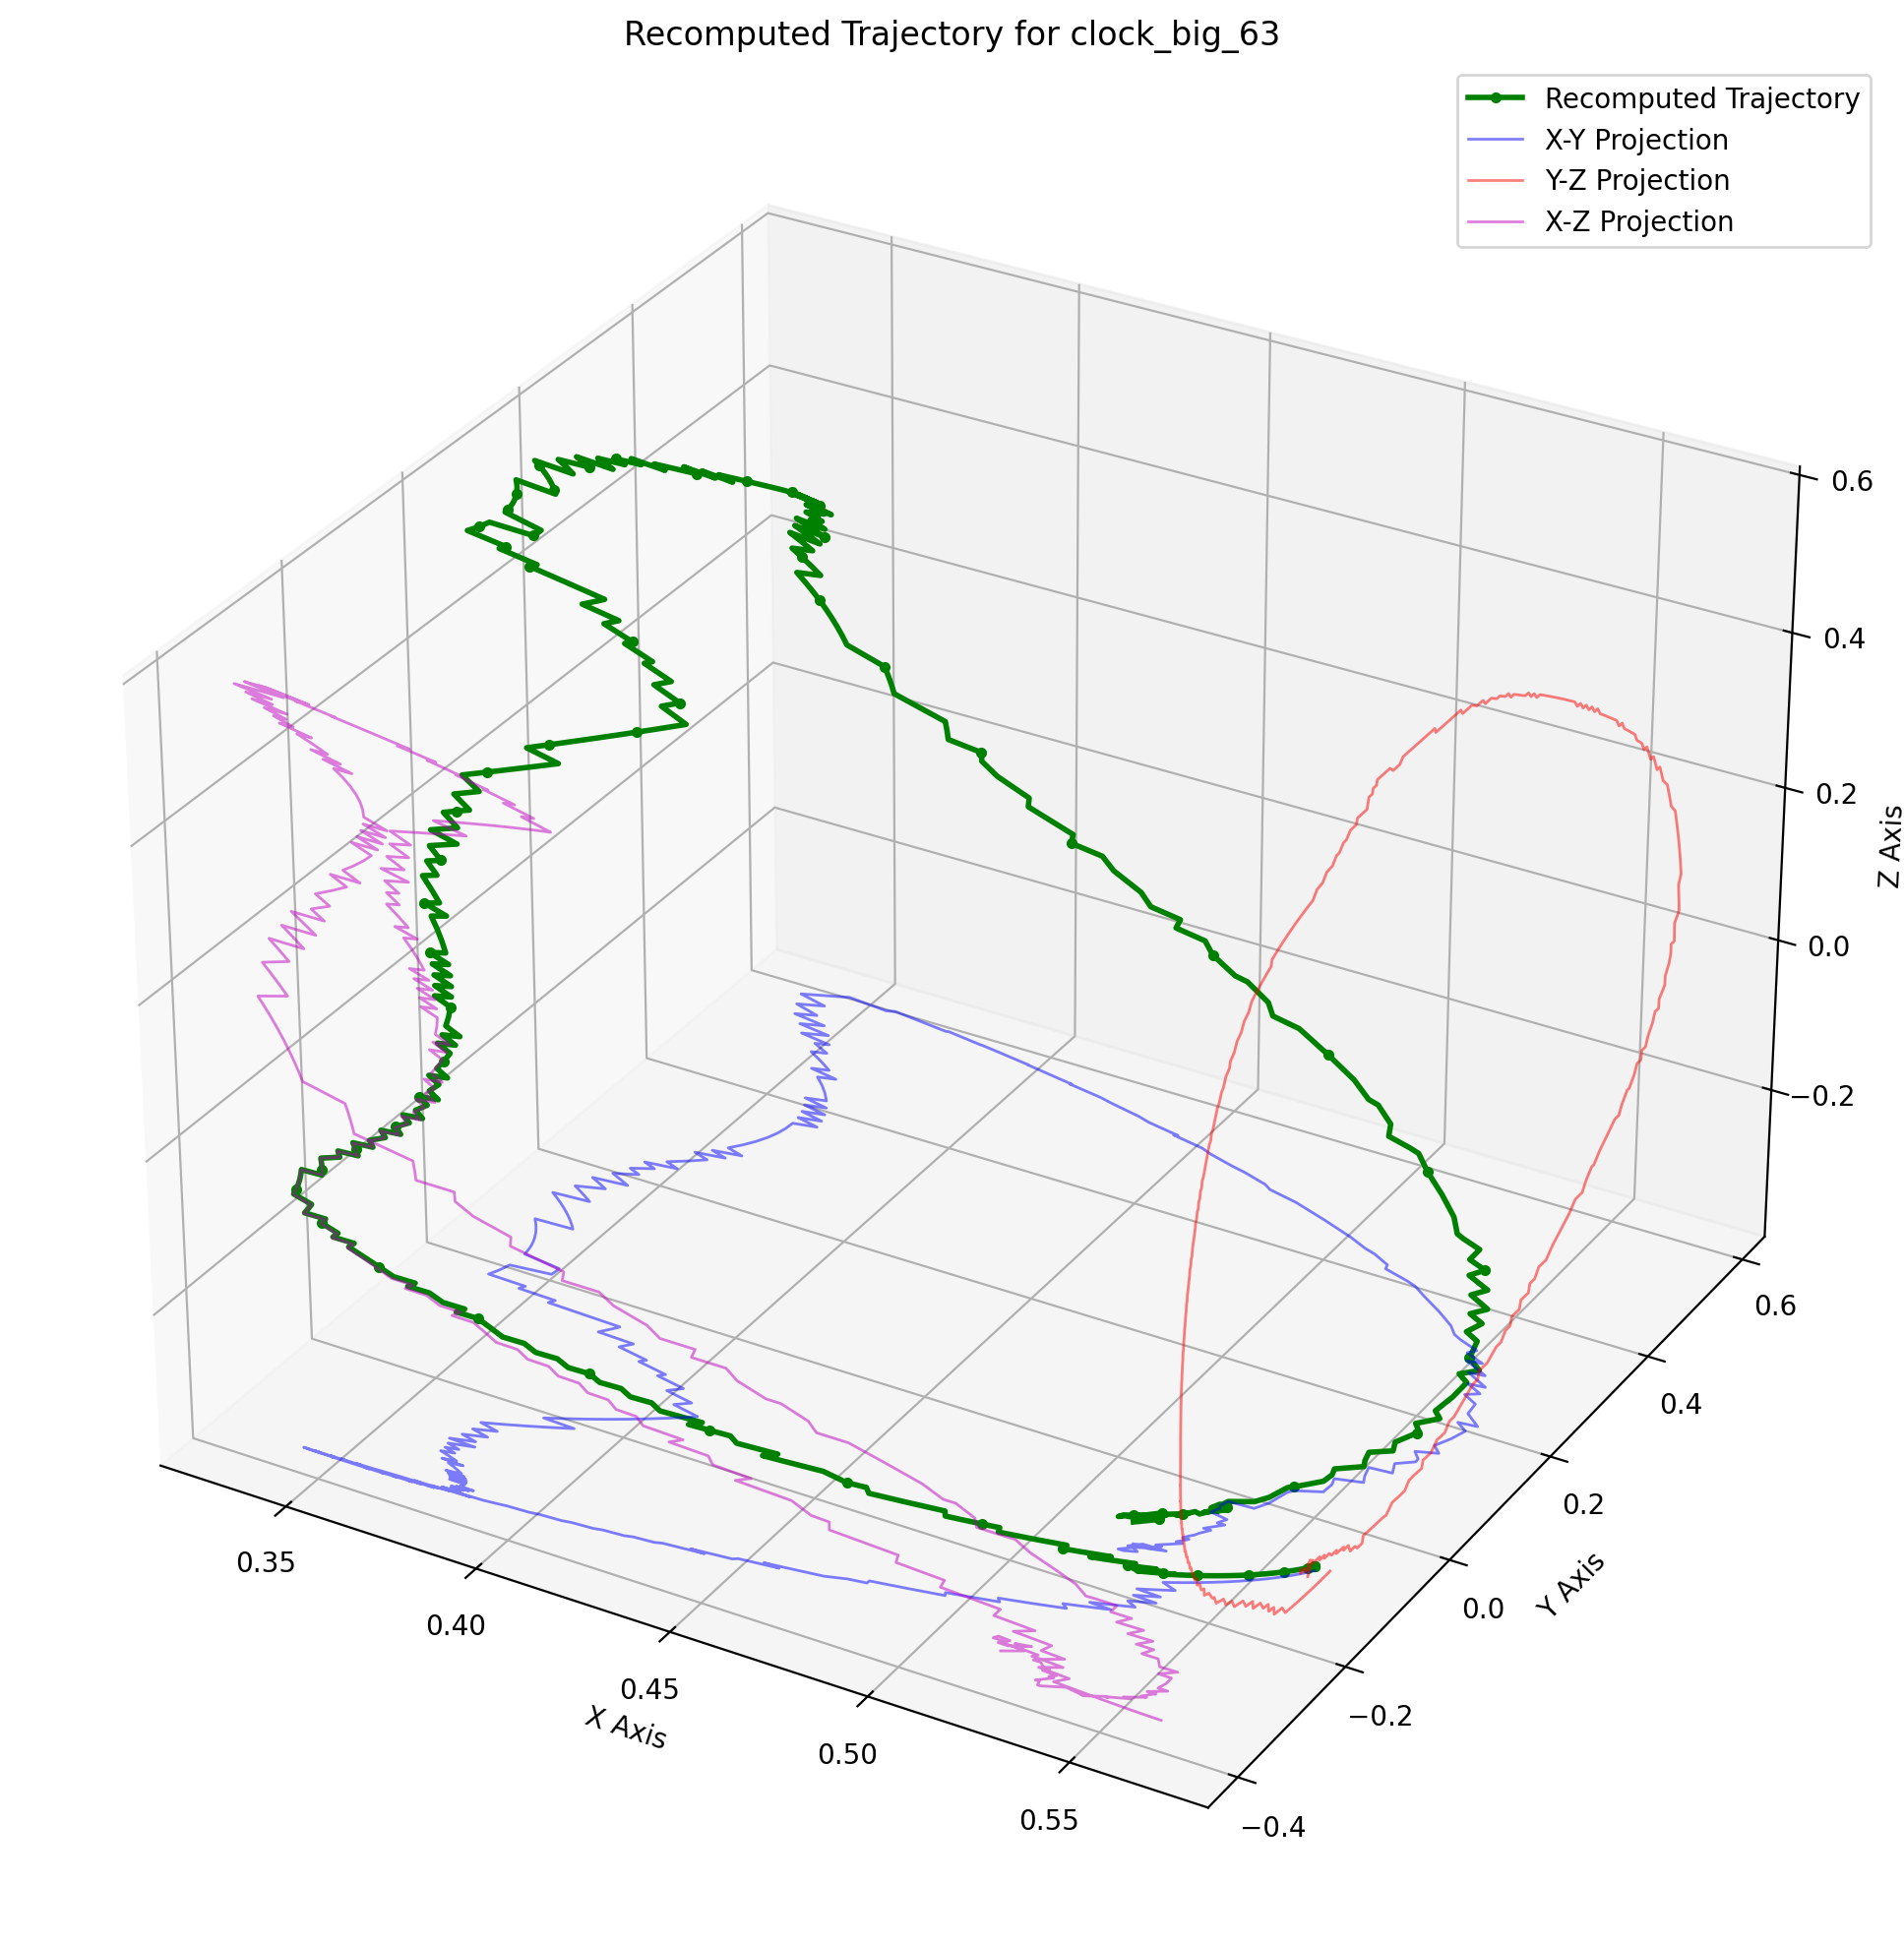 Recomputed Trajectory for clock_big_63
Recomputed Trajectory
X-Y Projection
Y-Z Projection
X-Z Projection
0.6
0.4
0.2
0.0
−0.2
Z Axis
0.6
0.4
0.2
0.0
−0.2
−0.4
Y Axis
0.35
0.40
0.45
0.50
0.55
X Axis